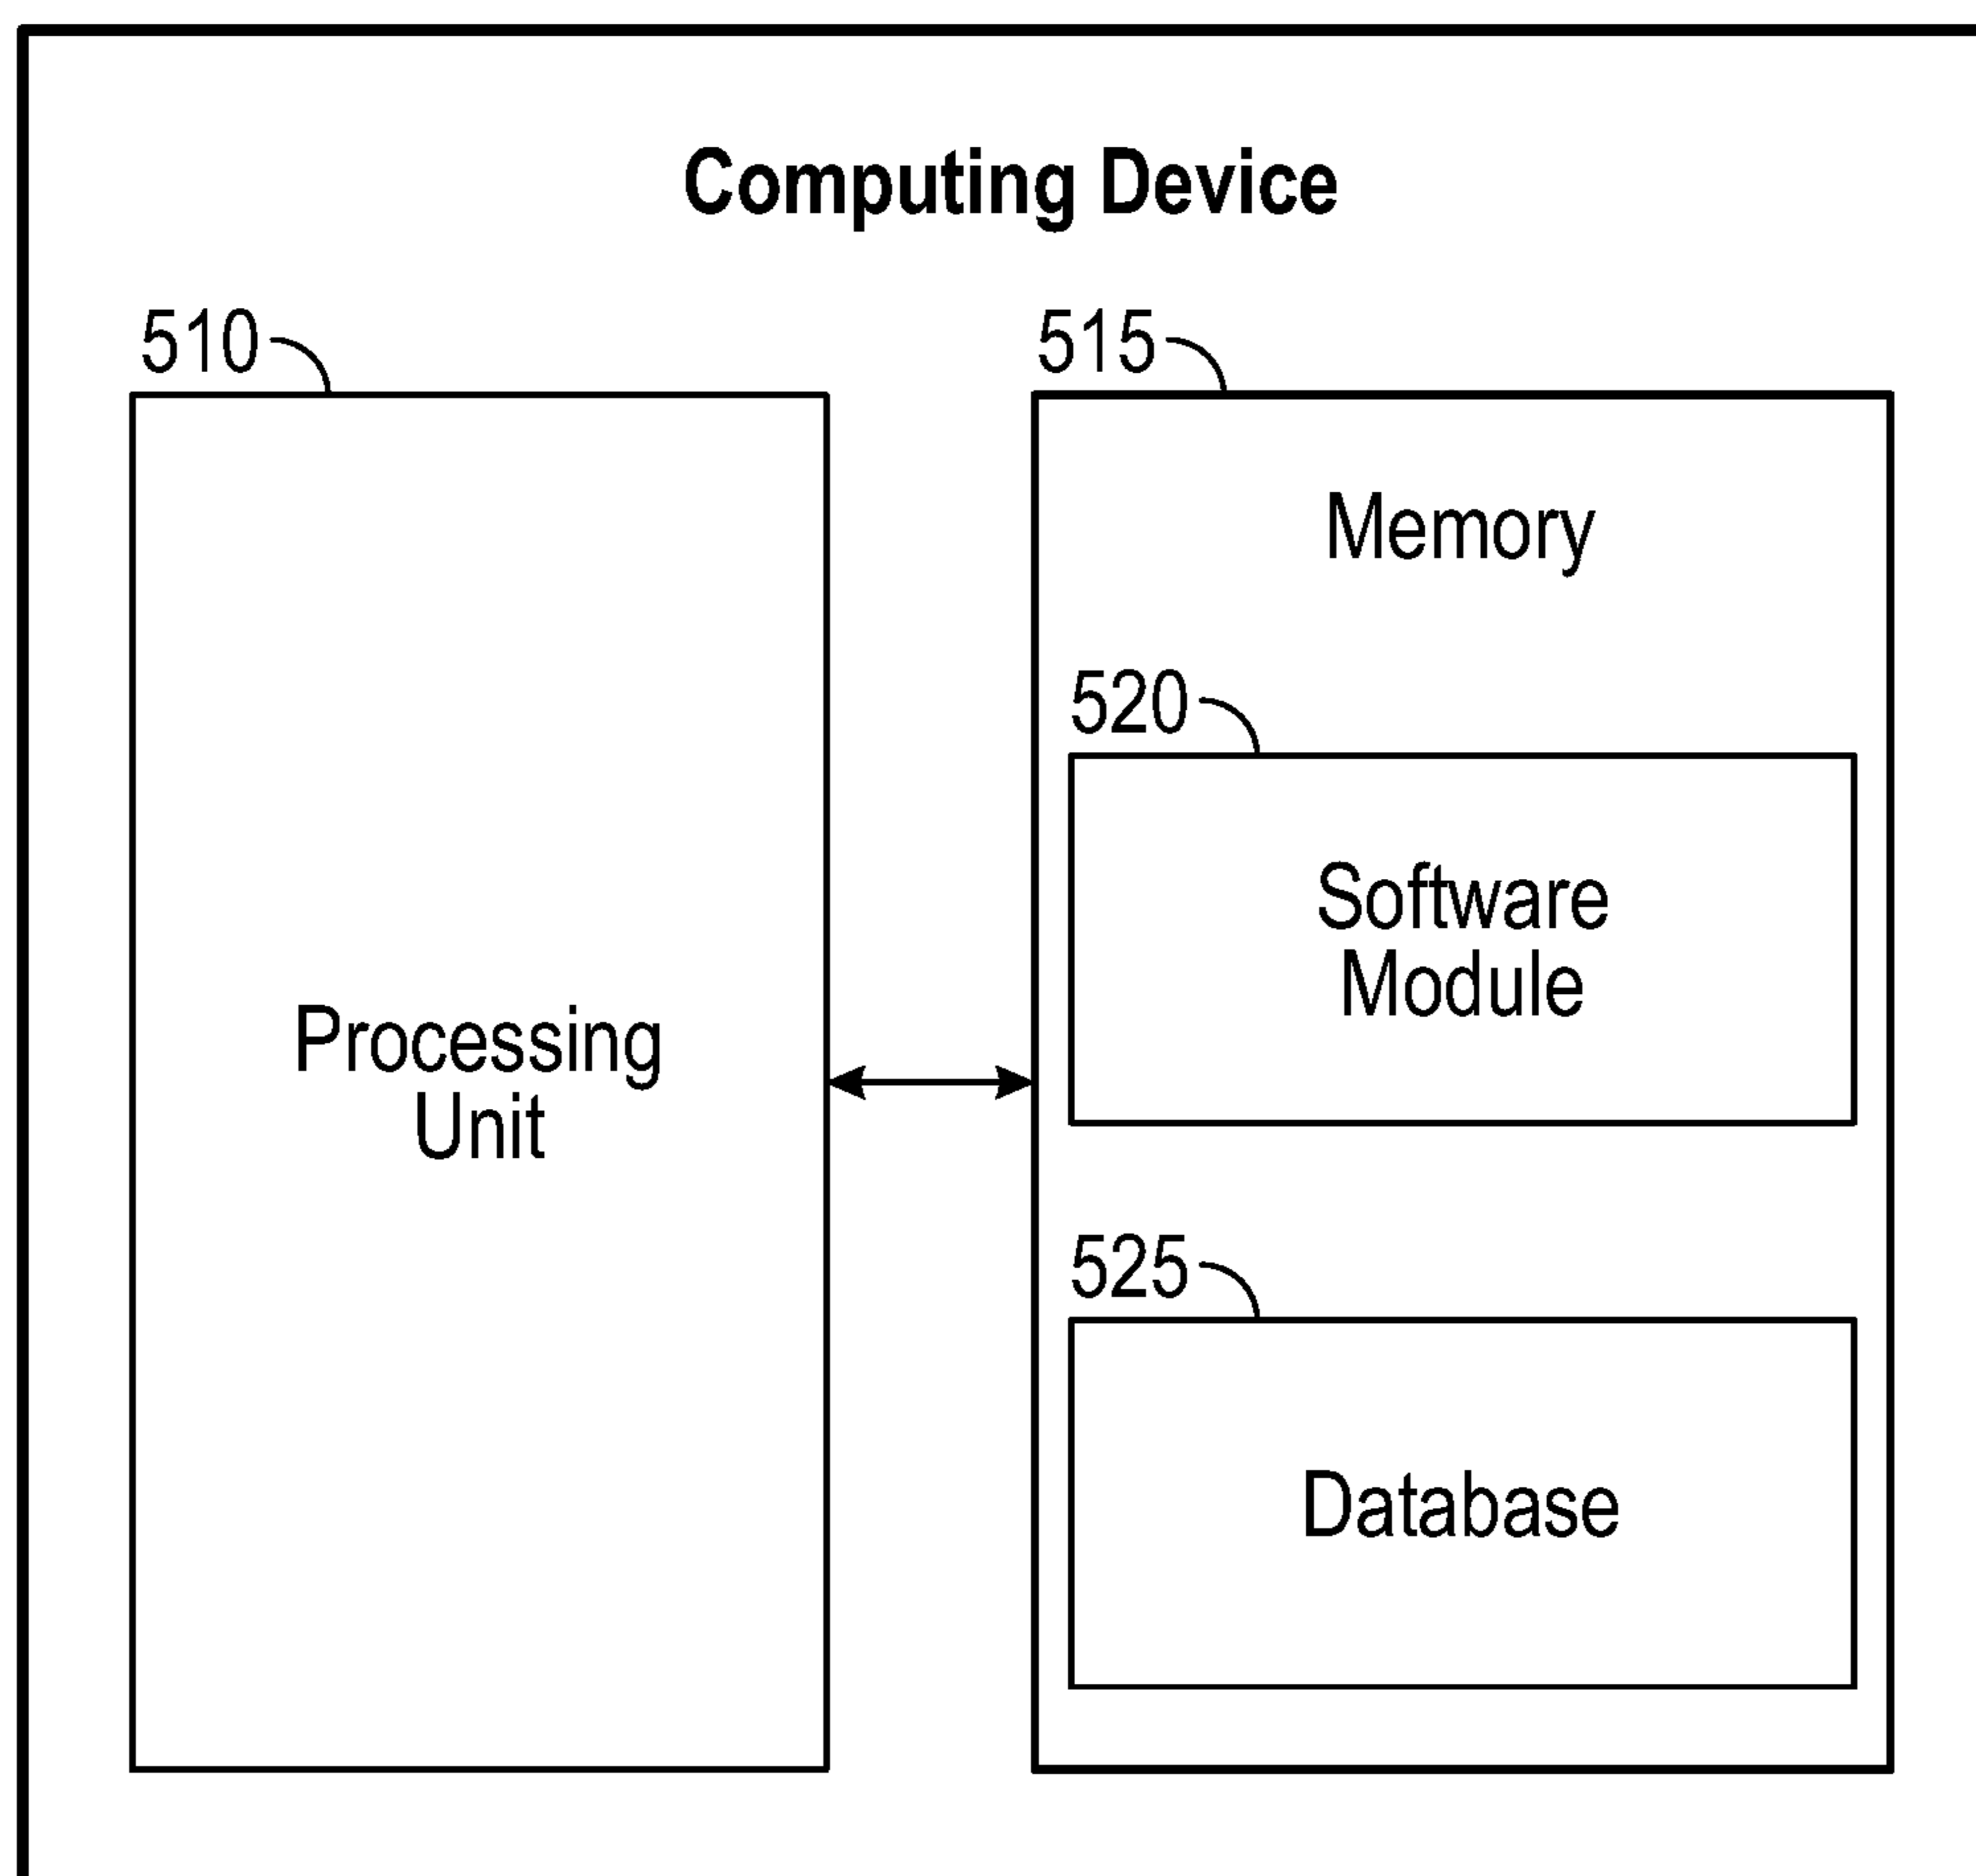 Computing Device
510
515
Memory
520
Software
Module
Processing
Unit
525
Database